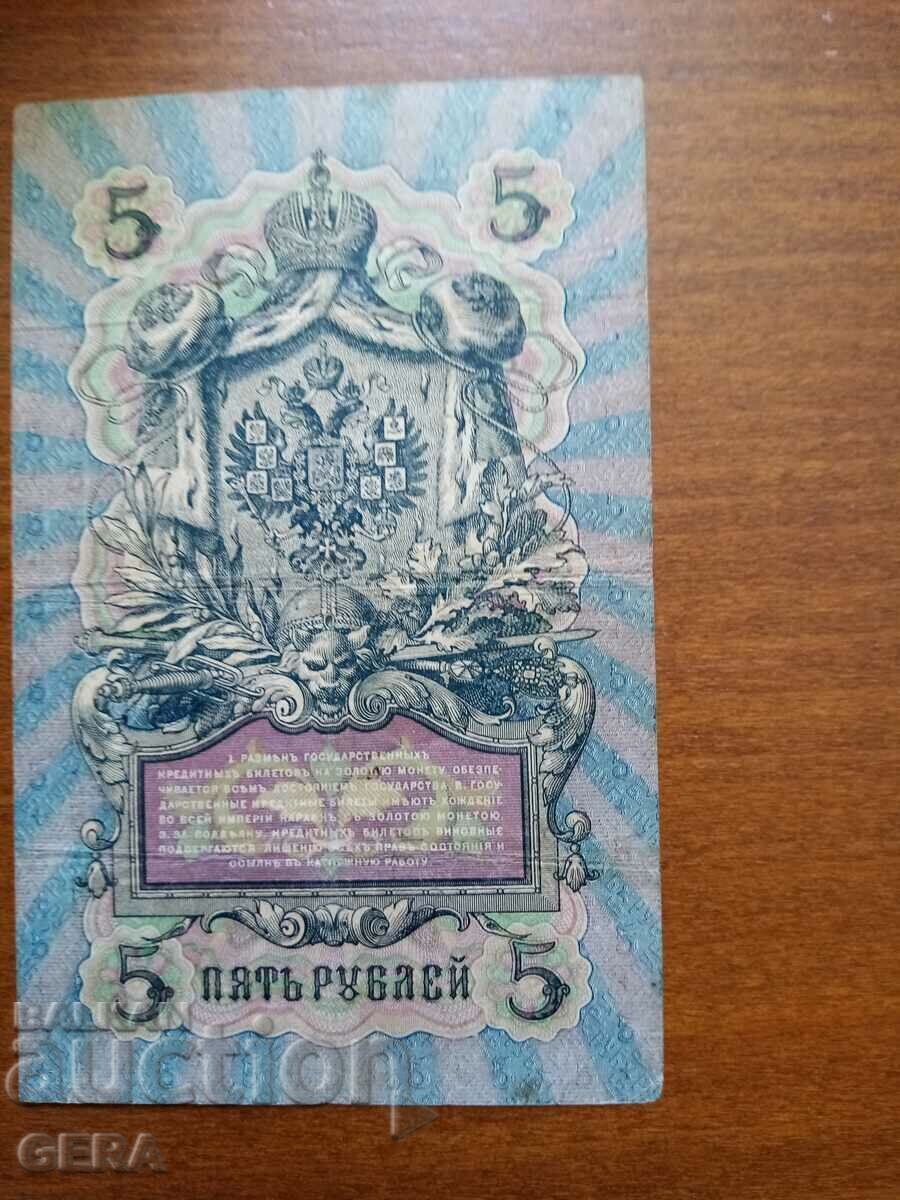 5 5
1. РАЗМѢНЪ ГОСУДАРСТВЕННЫХЪ
КРЕДИТНЫХЪ БИЛЕТОВЪ НА ЗОЛОТУЮ МОНЕТУ ОБЕЗПЕ-
ЧИВАЕТСЯ ВСѢМЪ ДОСТОЯНІЕМЪ ГОСУДАРСТВА. 2. ГОСУ-
ДАРСТВЕННЫЕ КРЕДИТНЫЕ БИЛЕТЫ ИМѢЮТЪ ХОЖДЕНІЕ
ВО ВСЕЙ ИМПЕРІИ НАРАВНѢ СЪ ЗОЛОТОЮ МОНЕТОЮ.
3. ЗА ПОДДѢЛКУ КРЕДИТНЫХЪ БИЛЕТОВЪ ВИНОВНЫЕ
ПОДВЕРГАЮТСЯ ЛИШЕНІЮ ВСѢХЪ ПРАВЪ СОСТОЯНІЯ И
ССЫЛКѢ ВЪ КАТОРЖНУЮ РАБОТУ.
5 ПЯТЬ РУБЛЕЙ 5
BALKAN
auction
GERA